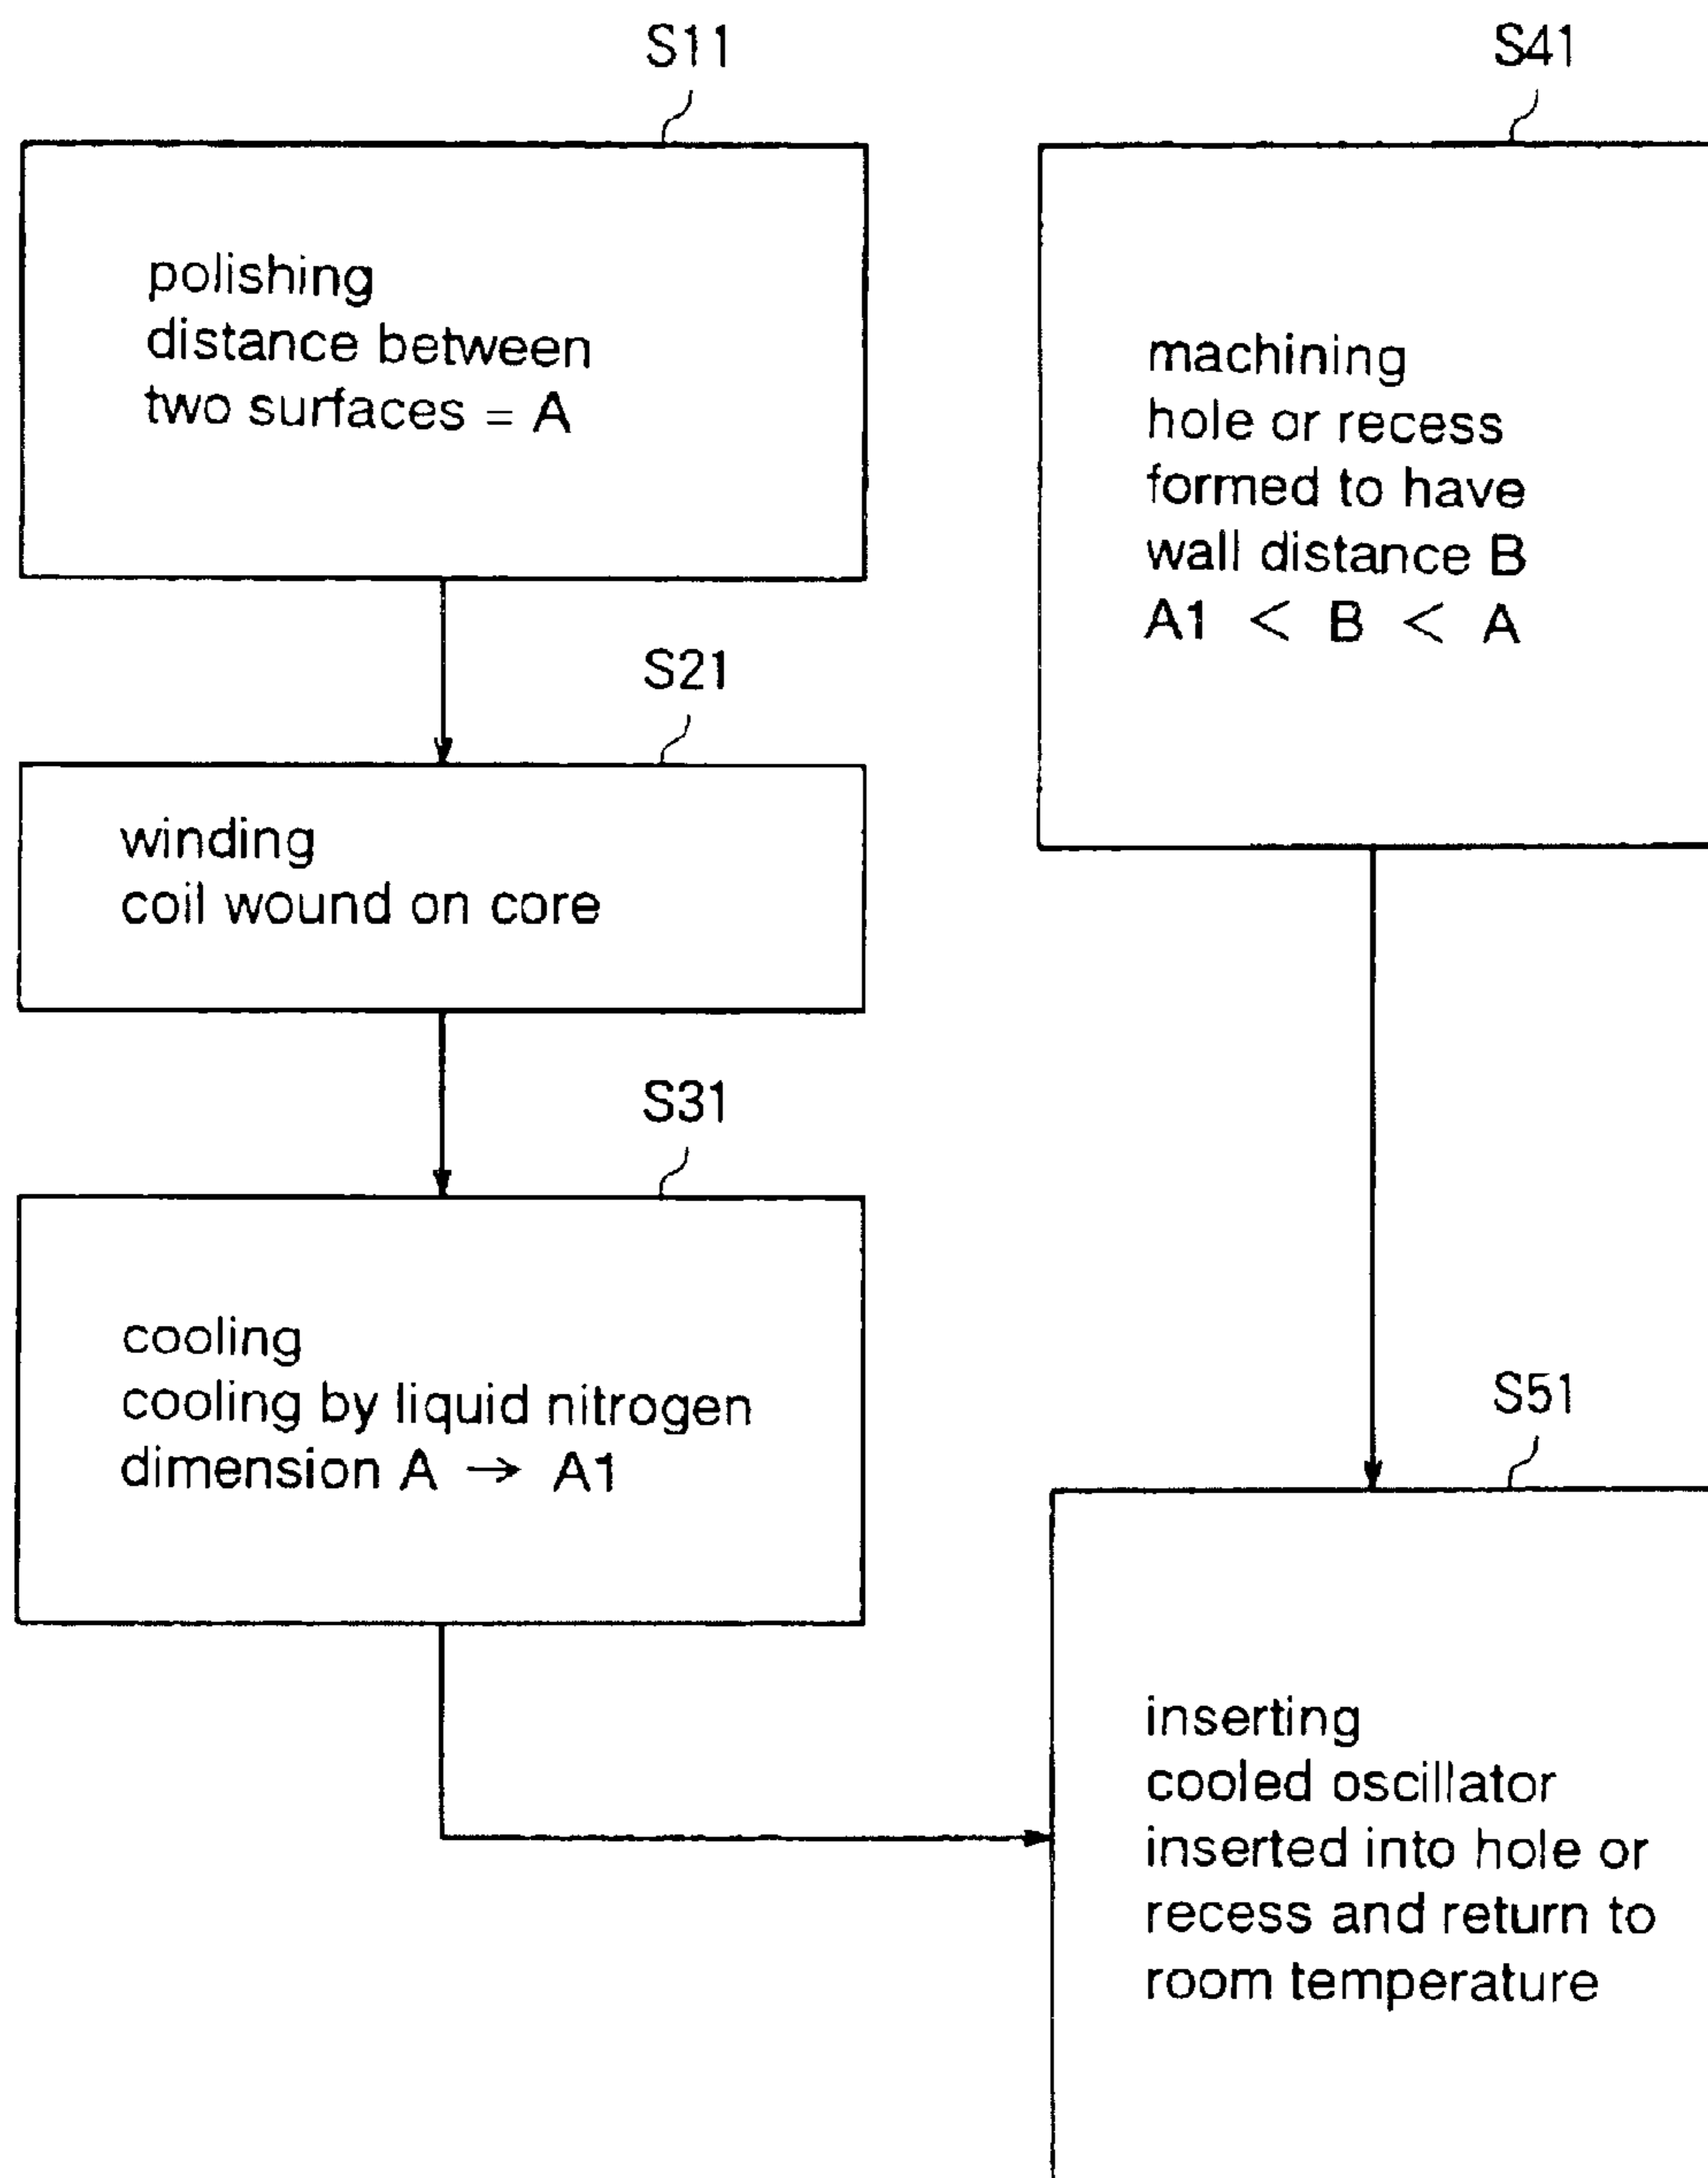 S11
polishing
distance between
two surfaces = A
S21
winding
coil wound on core
S31
cooling
cooling by liquid nitrogen
dimension A → A1
S41
machining
hole or recess
formed to have
wall distance B
A1 < B < A
S51
inserting
cooled oscillator
inserted into hole or
recess and return to
room temperature